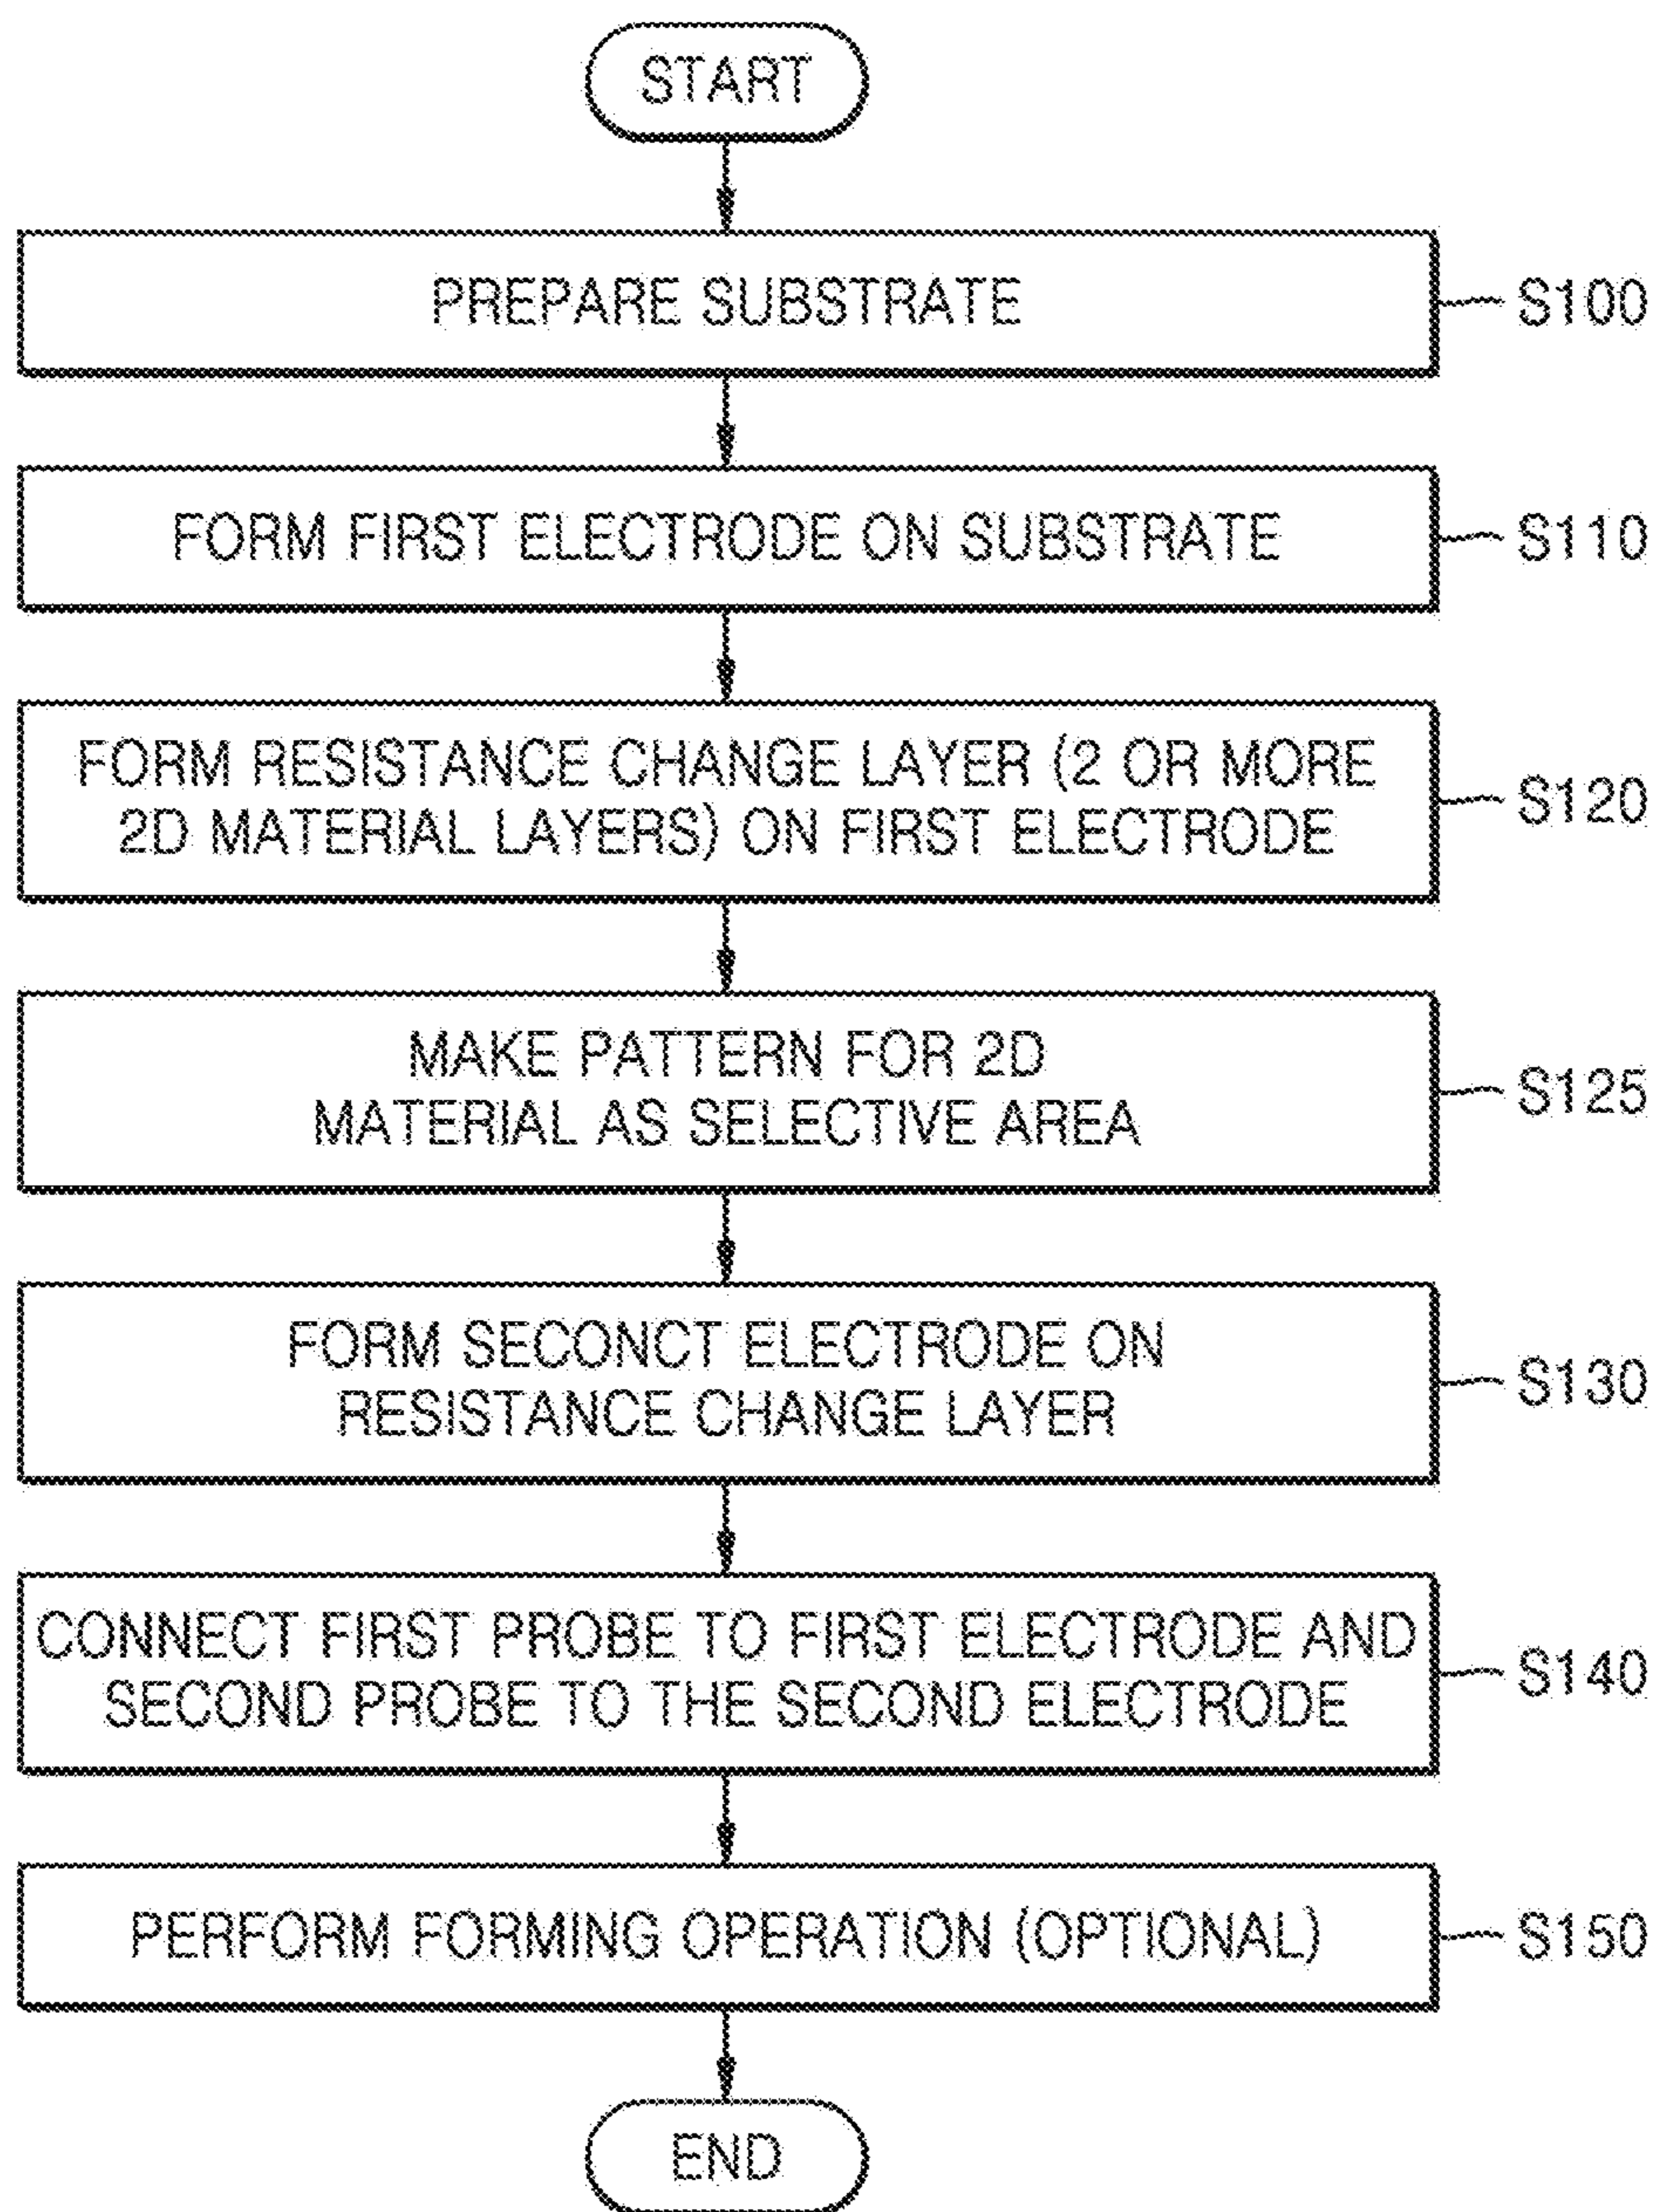 START
PREPARE SUBSTRATE
S100
FORM FIRST ELECTRODE ON SUBSTRATE
S110
FORM RESISTANCE CHANGE LAYER (2 OR MORE
2D MATERIAL LAYERS) ON FIRST ELECTRODE
S120
MAKE PATTERN FOR 2D
MATERIAL AS SELECTIVE AREA
S125
FORM SECONCT ELECTRODE ON
RESISTANCE CHANGE LAYER
S130
CONNECT FIRST PROBE TO FIRST ELECTRODE AND
SECOND PROBE TO THE SECOND ELECTRODE
S140
PERFORM FORMING OPERATION (OPTIONAL)
S150
END